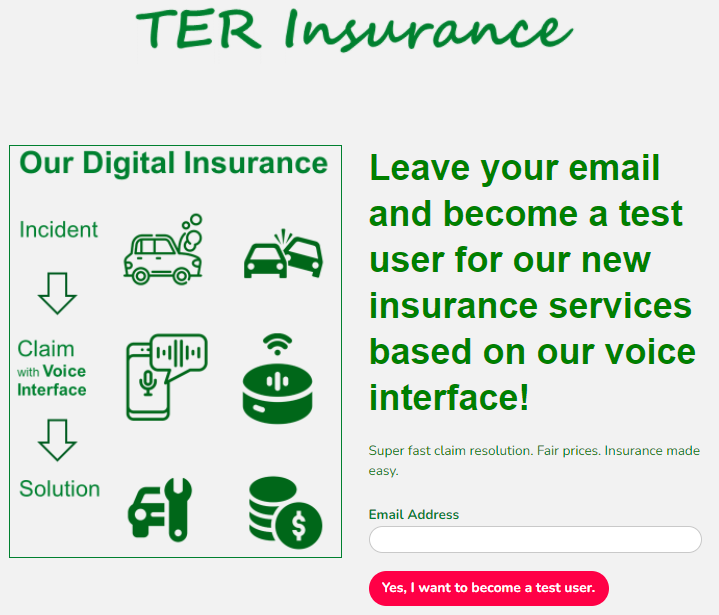 TER Insurance
Our Digital Insurance
Incident
Claim
with Voice
Interface
Solution
$
Leave your email
and become a test
user for our new
insurance services
based on our voice
interface!
Super fast claim resolution. Fair prices. Insurance made
easy.
Email Address
Yes, I want to become a test user.